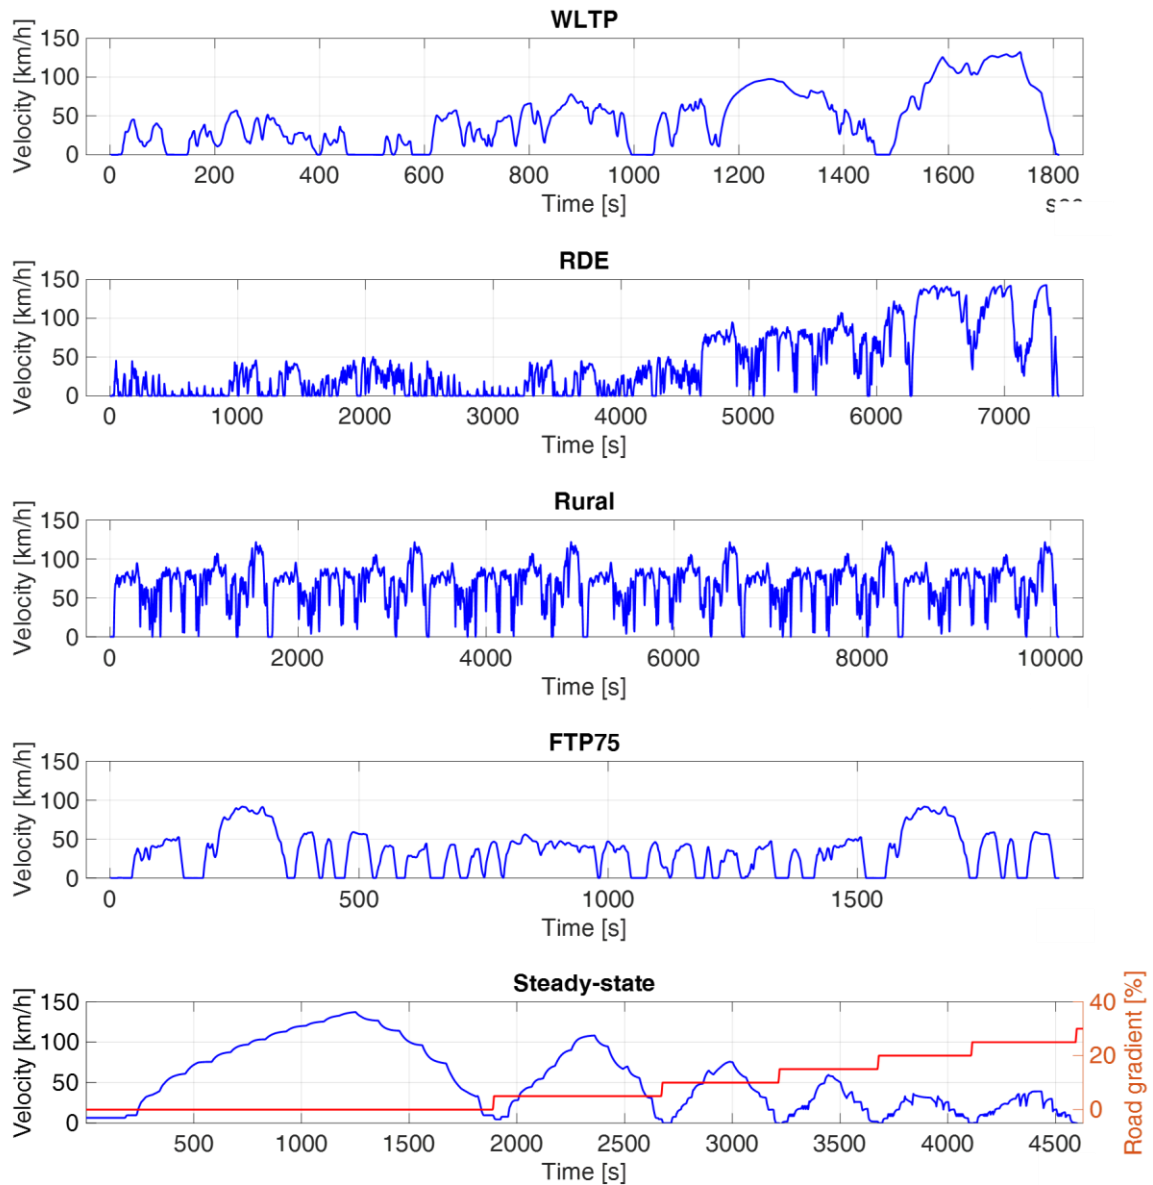 WLTP
Velocity [km/h]
150
100
50
0
0 200 400 600 800 1000 1200 1400 1600 1800
Time [s]
RDE
Velocity [km/h]
150
100
50
0
0 1000 2000 3000 4000 5000 6000 7000
Time [s]
Rural
Velocity [km/h]
150
100
50
0
0 2000 4000 6000 8000 10000
Time [s]
FTP75
Velocity [km/h]
150
100
50
0
0 500 1000 1500
Time [s]
Steady-state
Velocity [km/h]
150
100
50
0
40
20
0
Road gradient [%]
500 1000 1500 2000 2500 3000 3500 4000 4500
Time [s]